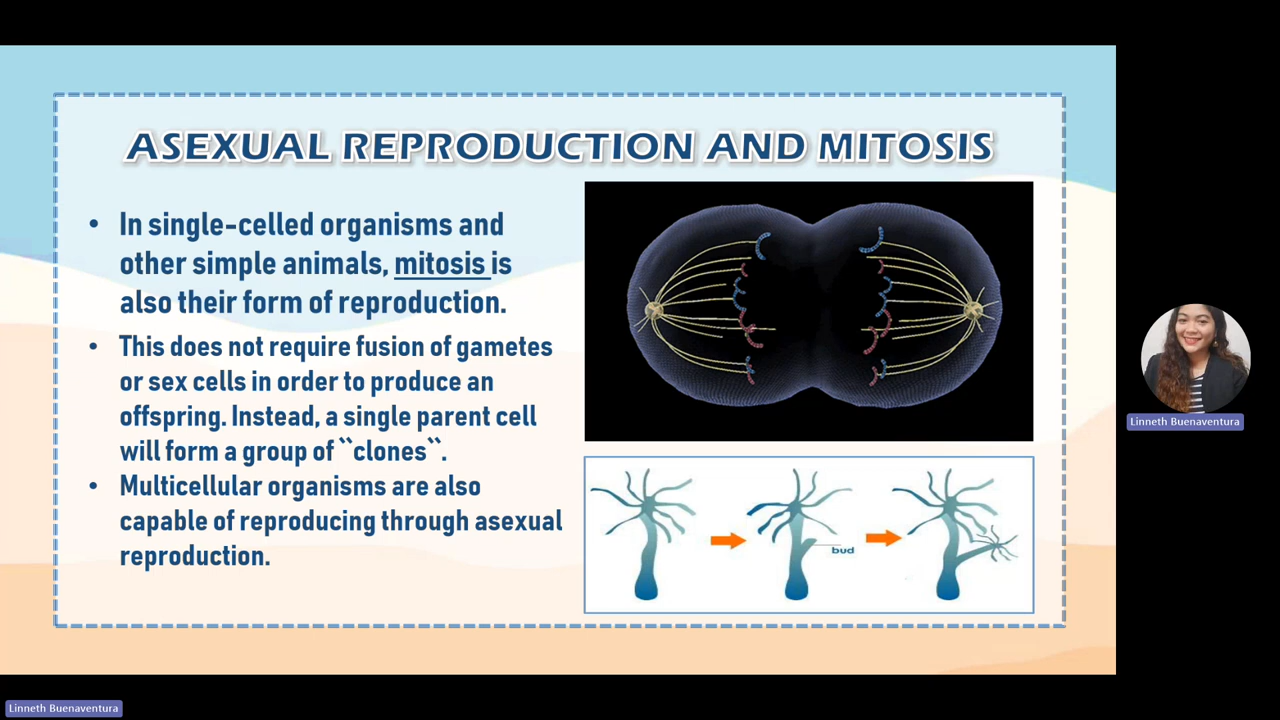 ASEXUAL REPRODUCTION AND MITOSIS
• In single-celled organisms and
other simple animals, mitosis is
also their form of reproduction.
• This does not require fusion of gametes
or sex cells in order to produce an
offspring. Instead, a single parent cell
will form a group of ``clones``.
• Multicellular organisms are also
capable of reproducing through asexual
reproduction.
bud
Linneth Buenaventura
Linneth Buenaventura